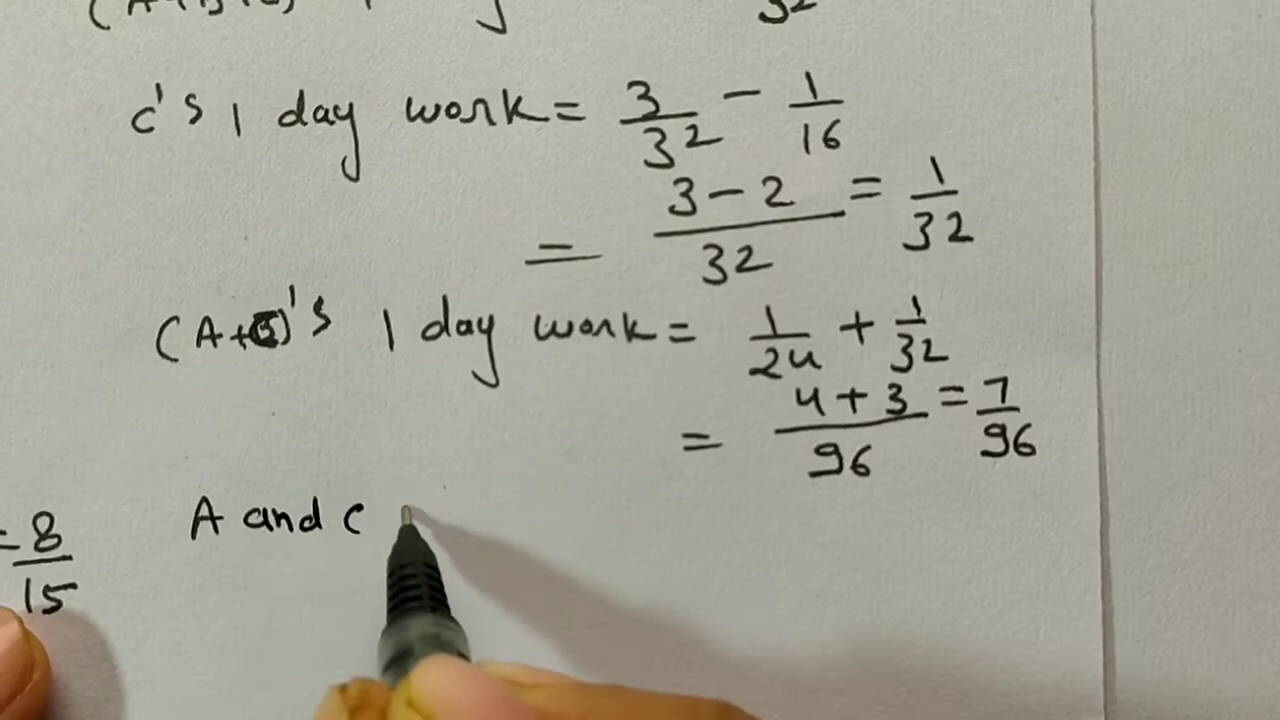 32
c's 1 day work = 3/32 - 1/16
= 3-2/32 = 1/32
(A+C)'s 1 day work = 1/24 + 1/32
= 4+3/96 = 7/96
A and C
= 8/15